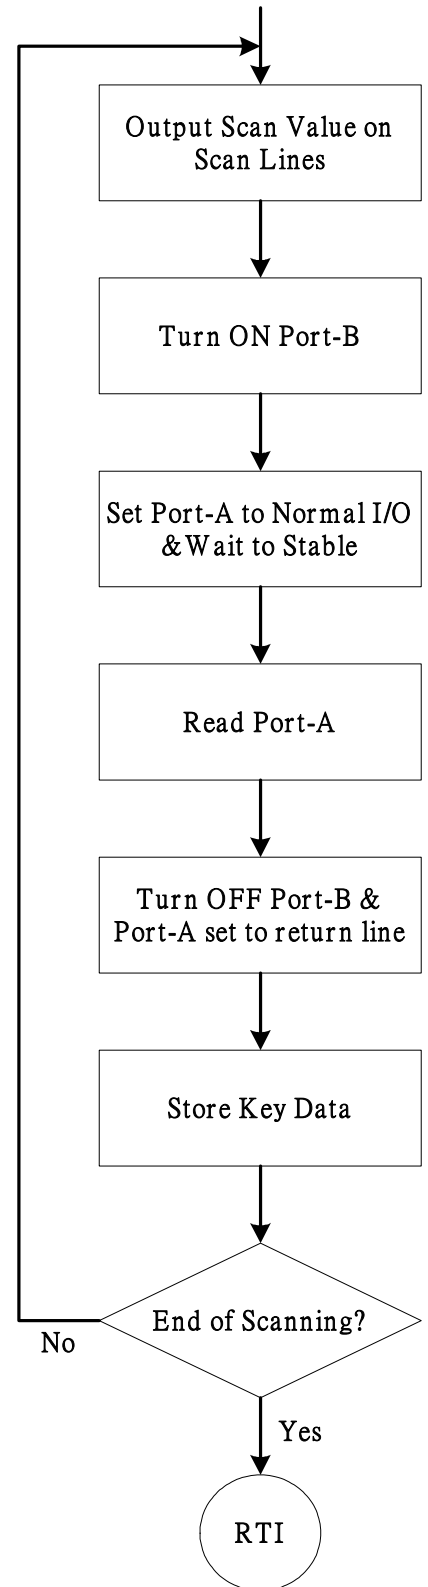 Output Scan Value on
Scan Lines
Turn ON Port-B
Set Port-A to Normal I/O
&Wait to Stable
Read Port-A
Turn OFF Port-B &
Port-A set to return line
Store Key Data
End of Scanning?
No
Yes
RTI